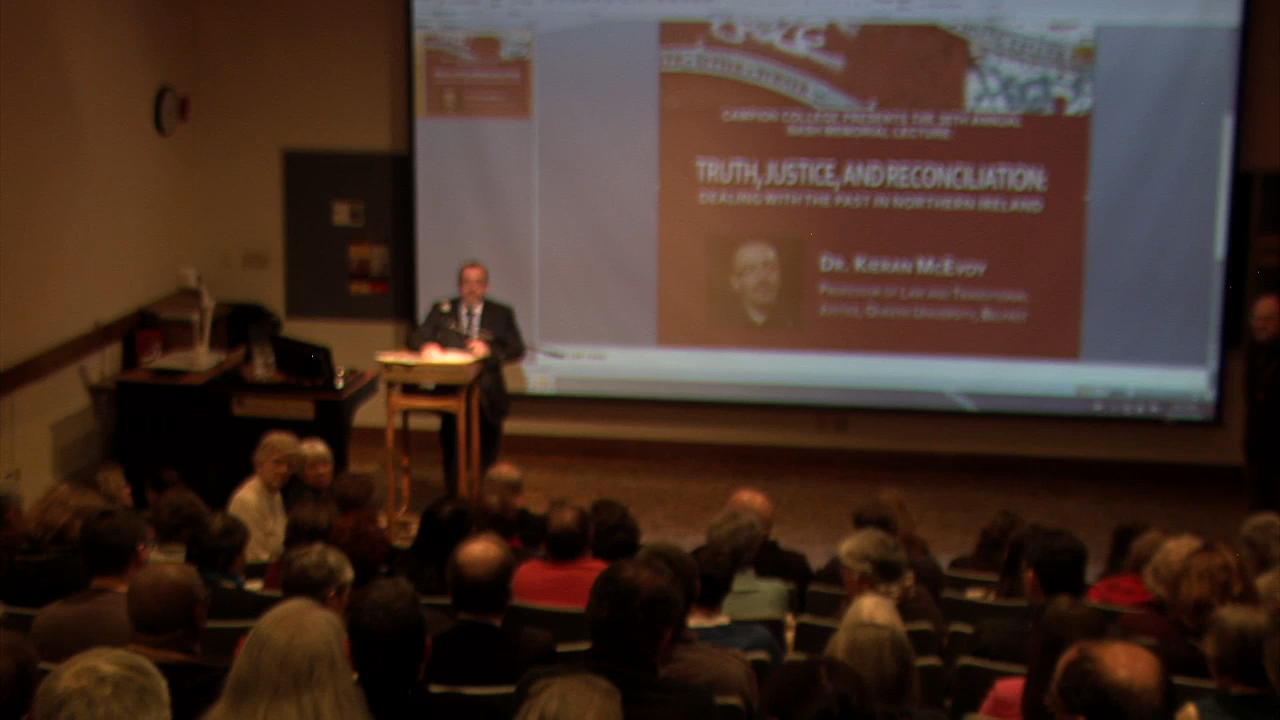 CAMPION COLLEGE PRESENTS THE 35TH ANNUAL
NASH MEMORIAL LECTURE:
TRUTH, JUSTICE, AND RECONCILIATION:
DEALING WITH THE PAST IN NORTHERN IRELAND
DR. KIERAN MCEVOY
PROFESSOR OF LAW AND TRANSITIONAL
JUSTICE, QUEEN'S UNIVERSITY, BELFAST